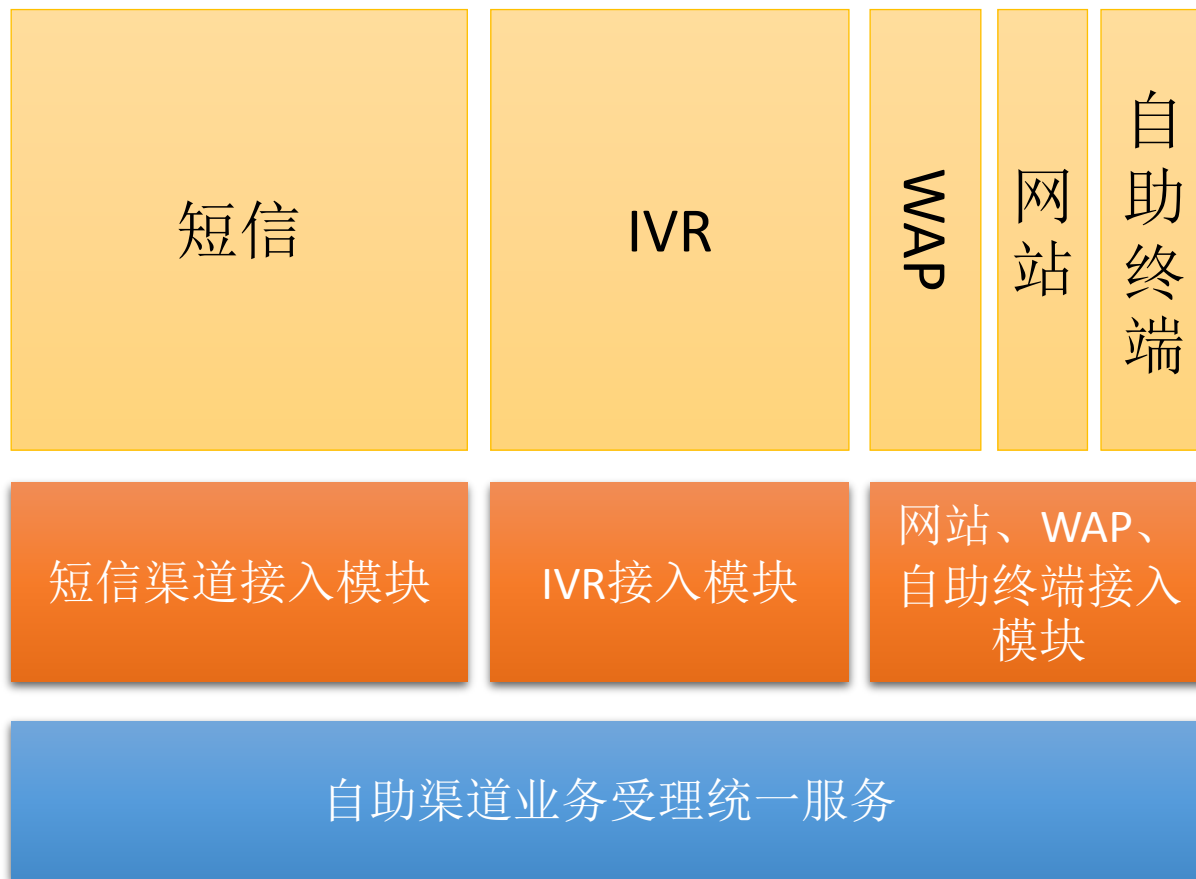 短信
IVR
WAP
网站
自助终端
短信渠道接入模块
IVR接入模块
网站、WAP、
自助终端接入
模块
自助渠道业务受理统一服务